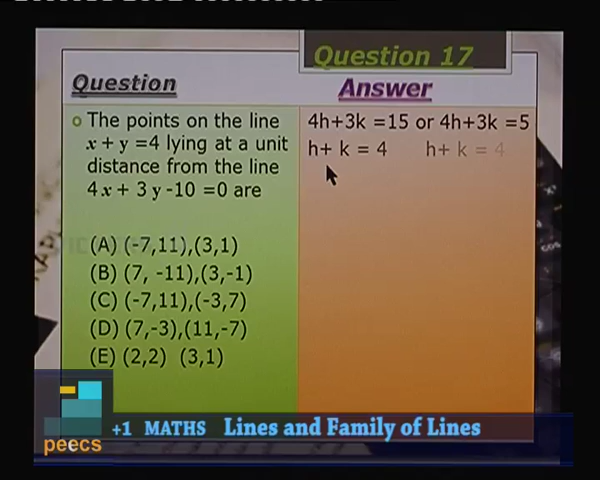 Question 17
Question
Answer
The points on the line
x + y =4 lying at a unit
distance from the line
4x + 3 y -10 =0 are
(A) (-7,11),(3,1)
(B) (7, -11),(3,-1)
(C) (-7,11),(-3,7)
(D) (7,-3),(11,-7)
(E) (2,2) (3,1)
4h+3k =15 or 4h+3k =5
h+ k = 4 h+ k = 4
peecs
+1 MATHS Lines and Family of Lines